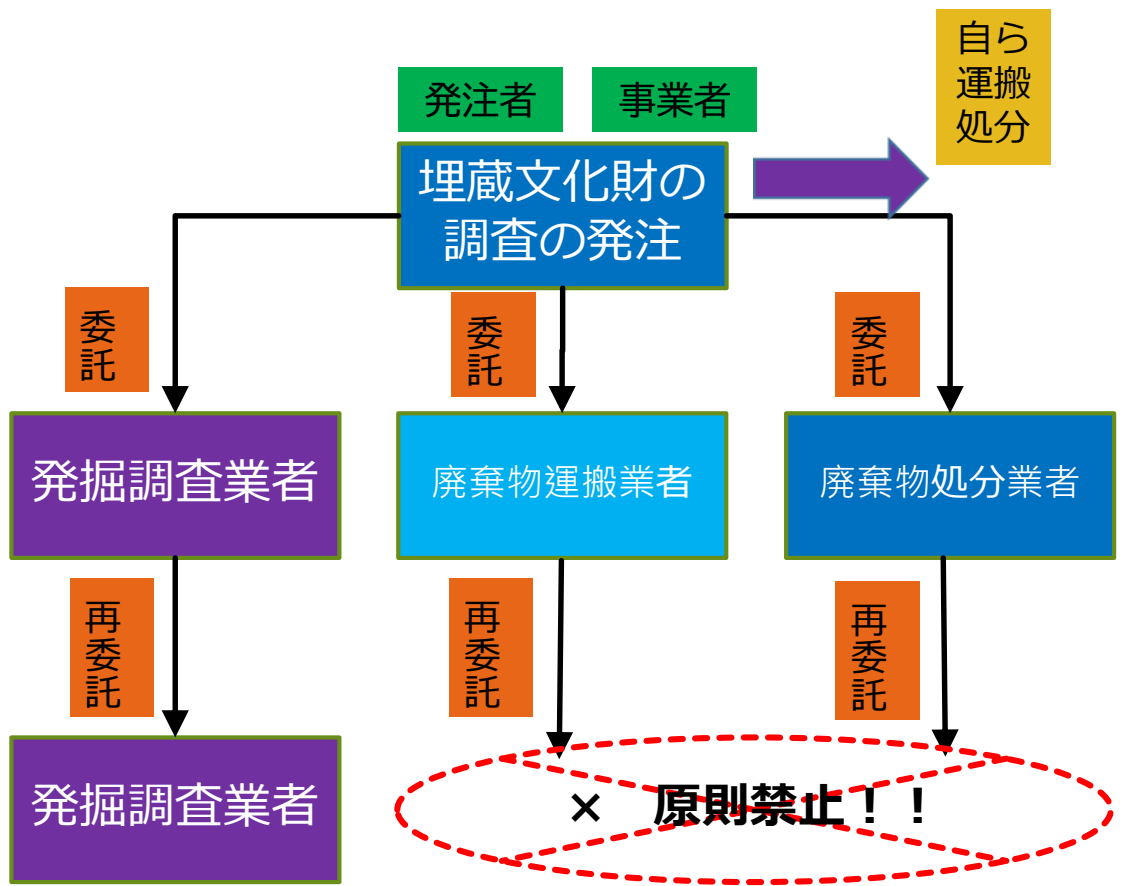 自ら
運搬
処分
発注者
事業者
埋蔵文化財の
調査の発注
委
託
委
託
委
託
発掘調査業者
廃棄物運搬業者
廃棄物処分業者
再
委
託
再
委
託
再
委
託
発掘調査業者
× 原則禁止！！